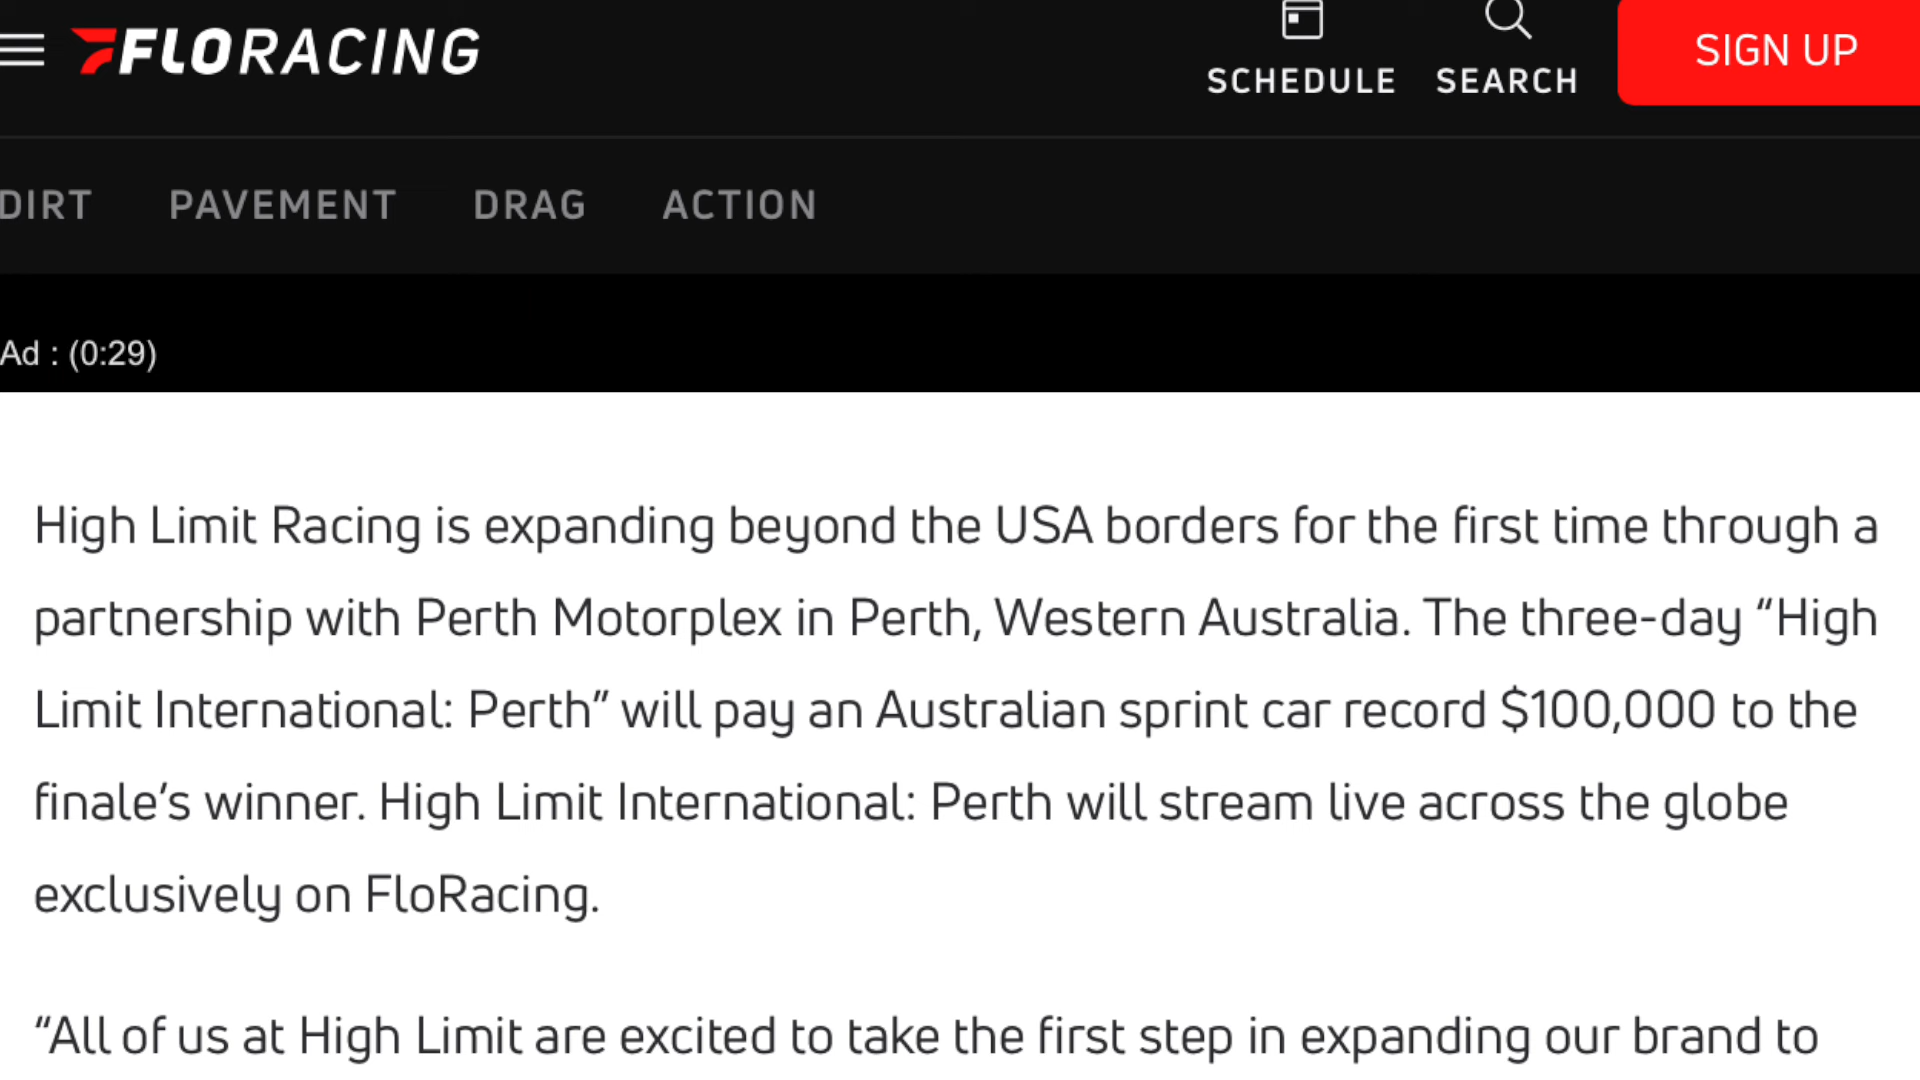 FLORACING
SCHEDULE SEARCH SIGN UP
DIRT PAVEMENT DRAG ACTION
Ad : (0:29)
High Limit Racing is expanding beyond the USA borders for the first time through a
partnership with Perth Motorplex in Perth, Western Australia. The three-day “High
Limit International: Perth” will pay an Australian sprint car record $100,000 to the
finale’s winner. High Limit International: Perth will stream live across the globe
exclusively on FloRacing.
“All of us at High Limit are excited to take the first step in expanding our brand to